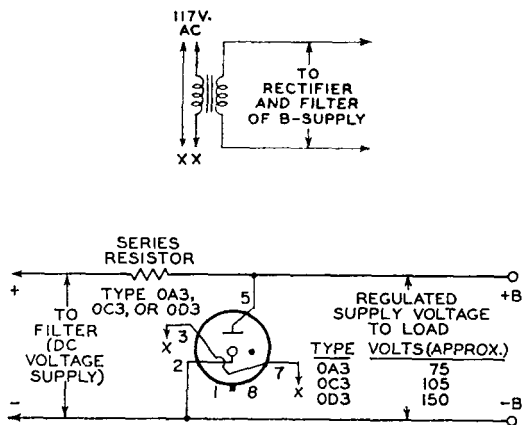 117V.
AC
TO
RECTIFIER
AND FILTER
OF B-SUPPLY
X X
SERIES
RESISTOR
+
TYPE 0A3,
0C3, OR 0D3
5
+B
TO
FILTER
(DC
VOLTAGE
SUPPLY)
3
X
2
1
8
7
X
REGULATED
SUPPLY VOLTAGE
TO LOAD
TYPE VOLTS (APPROX.)
0A3 75
0C3 105
0D3 150
-
-B